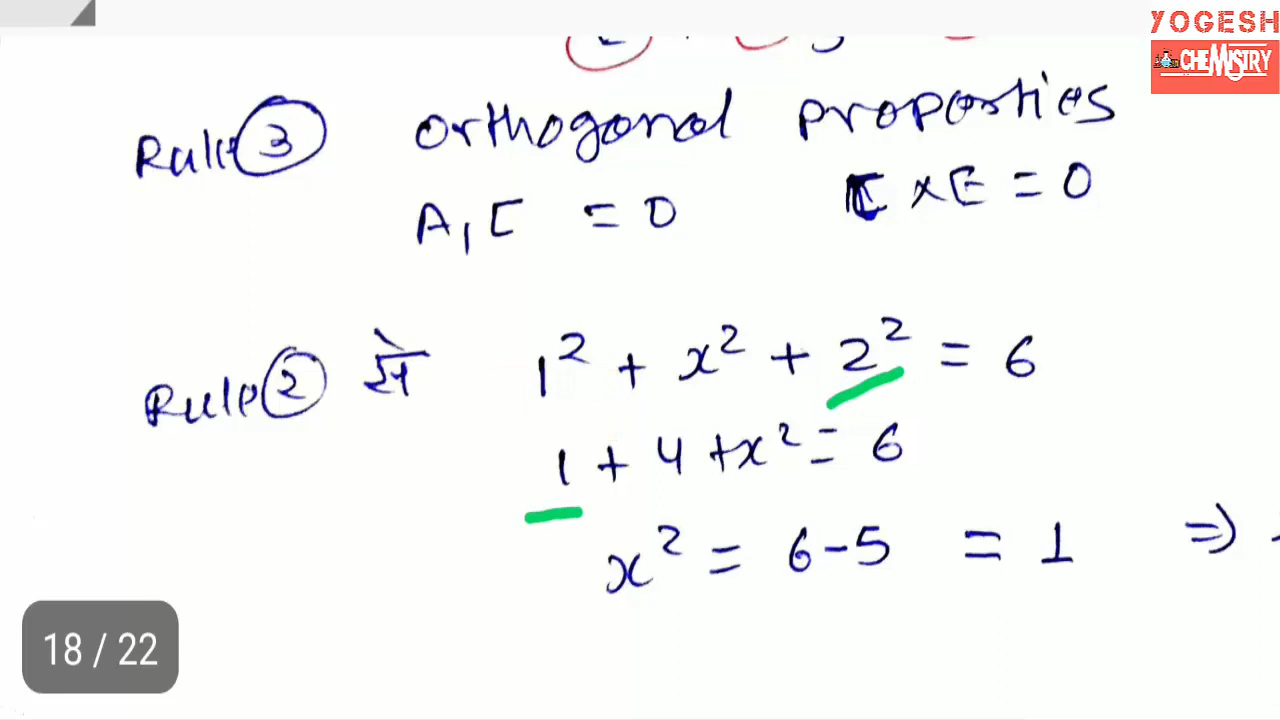 YOGESH
CHEMISTRY
Rule 3 Orthogonal properties
A₁E = 0 E × E = 0
Rule 2 से 1² + x² + 2² = 6
1 + 4 + x² = 6
x² = 6 - 5 = 1 ⇒
18 / 22